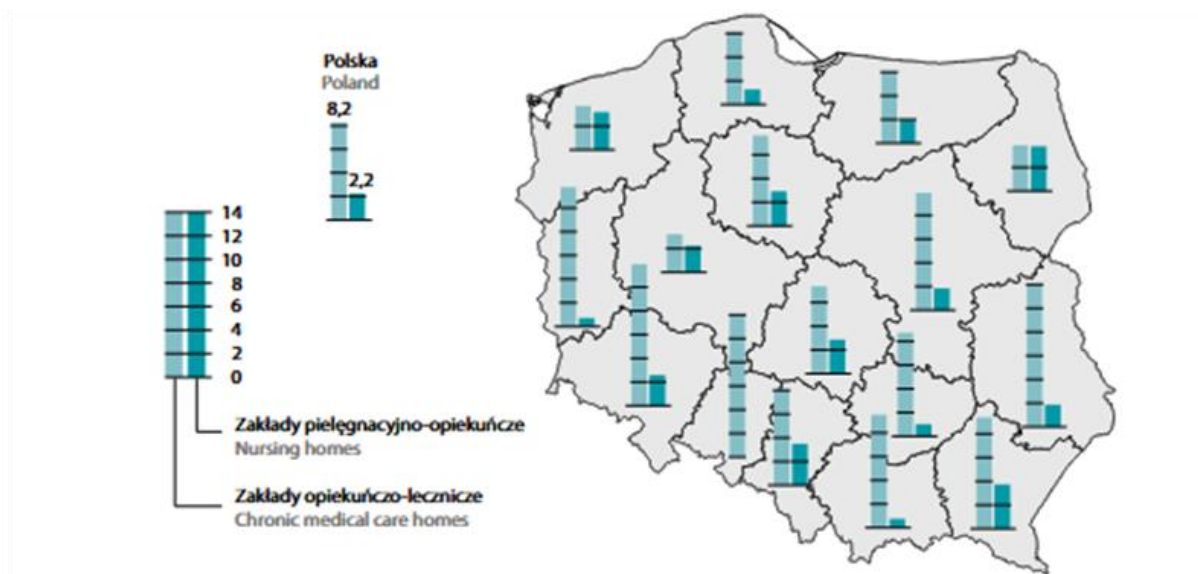 Polska
Poland
8,2
2,2
14
12
10
8
6
4
2
0
Zakłady pielęgnacyjno-opiekuńcze
Nursing homes
Zakłady opiekuńczo-lecznicze
Chronic medical care homes